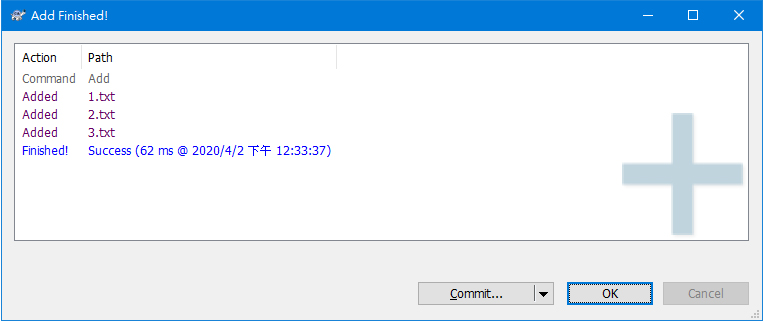 Add Finished!
Action Path
Command Add
Added 1.txt
Added 2.txt
Added 3.txt
Finished! Success (62 ms @ 2020/4/2 下午 12:33:37)
Commit... OK Cancel